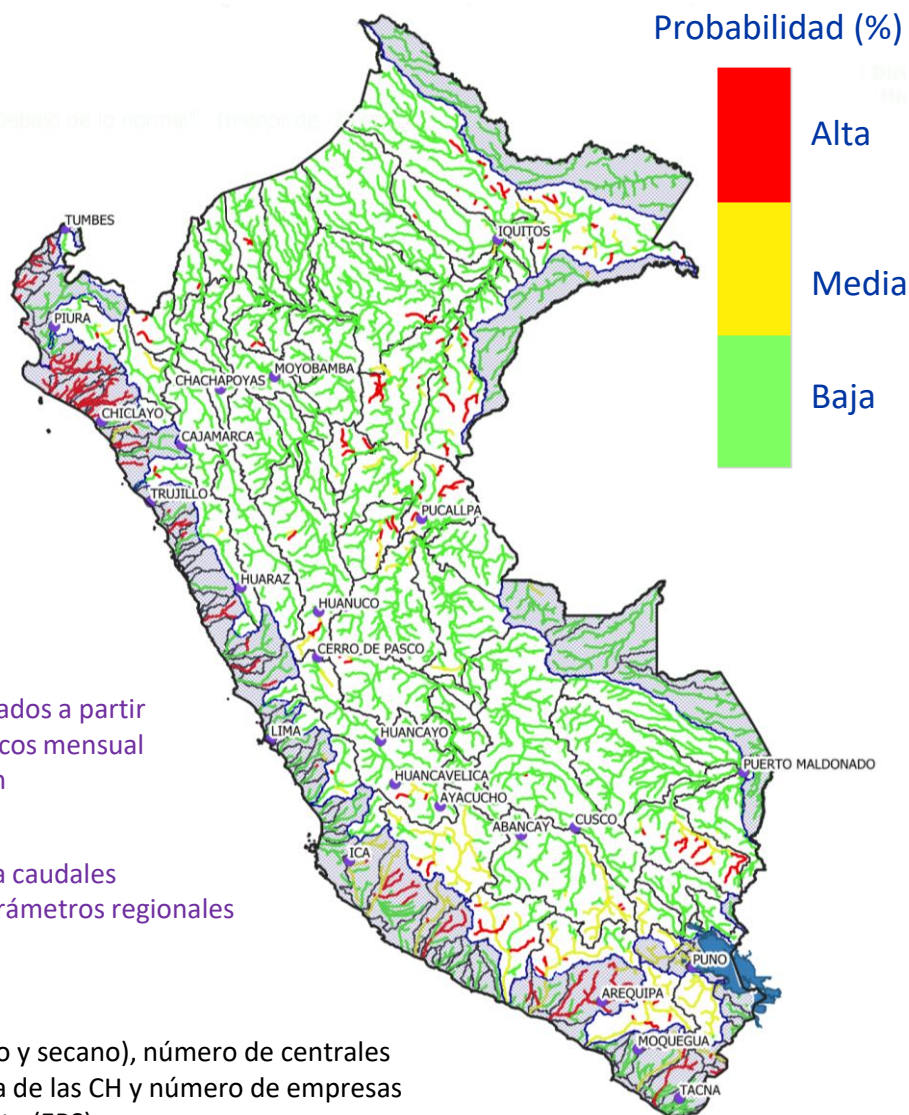 Probabilidad (%)
Alta
Media
Baja
TUMBES
IQUITOS
PIURA
MOYOBAMBA
CHACHAPOYAS
CHICLAYO
CAJAMARCA
TRUJILLO
PUCALLPA
HUARAZ
HUANUCO
CERRO DE PASCO
ados a partir
cos mensual
n
LIMA
HUANCAYO
PUERTO MALDONADO
HUANCAVELICA
AYACUCHO
CUSCO
ABANCAY
ICA
a caudales
rámetros regionales
PUNO
AREQUIPA
MOQUEGUA
o y secano), número de centrales
a de las CH y número de empresas
TACNA